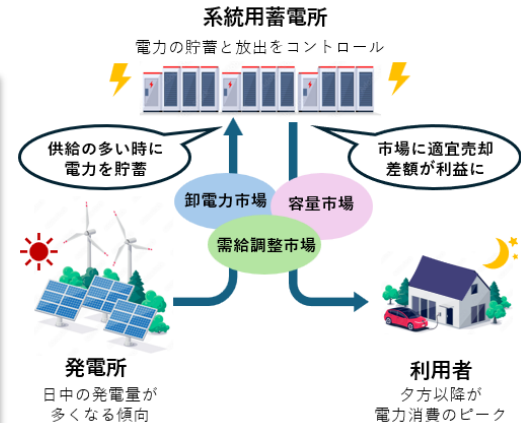 系統用蓄電所
電力の貯蓄と放出をコントロール
供給の多い時に
電力を貯蓄
市場に適宜売却
差額が利益に
卸電力市場
容量市場
需給調整市場
発電所
日中の発電量が
多くなる傾向
利用者
夕方以降が
電力消費のピーク